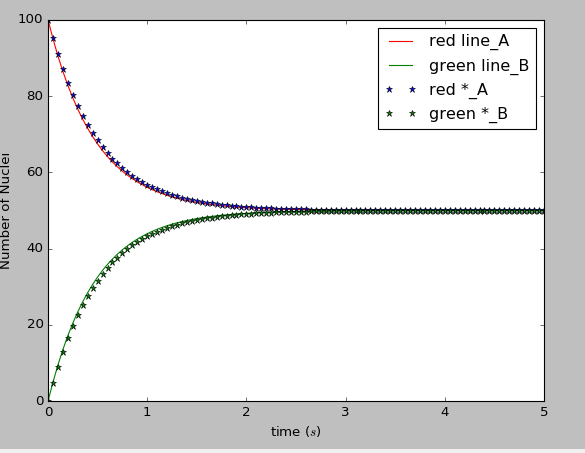 100
80
60
40
20
0
Number of Nuclei
red line_A
green line_B
red *_A
green *_B
0 1 2 3 4 5
time (s)